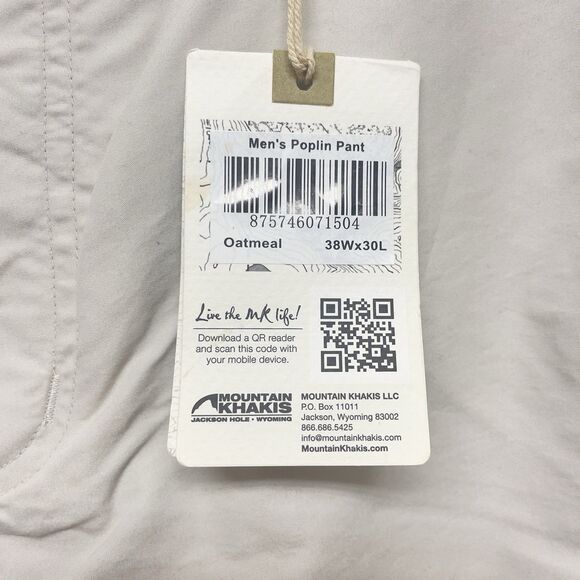 Men's Poplin Pant
875746071504
Oatmeal 38Wx30L
Live the MK life!
Download a QR reader
and scan this code with
your mobile device.
MOUNTAIN
KHAKIS
JACKSON HOLE • WYOMING
MOUNTAIN KHAKIS LLC
P.O. Box 11011
Jackson, Wyoming 83002
866.686.5425
info@mountainkhakis.com
MountainKhakis.com